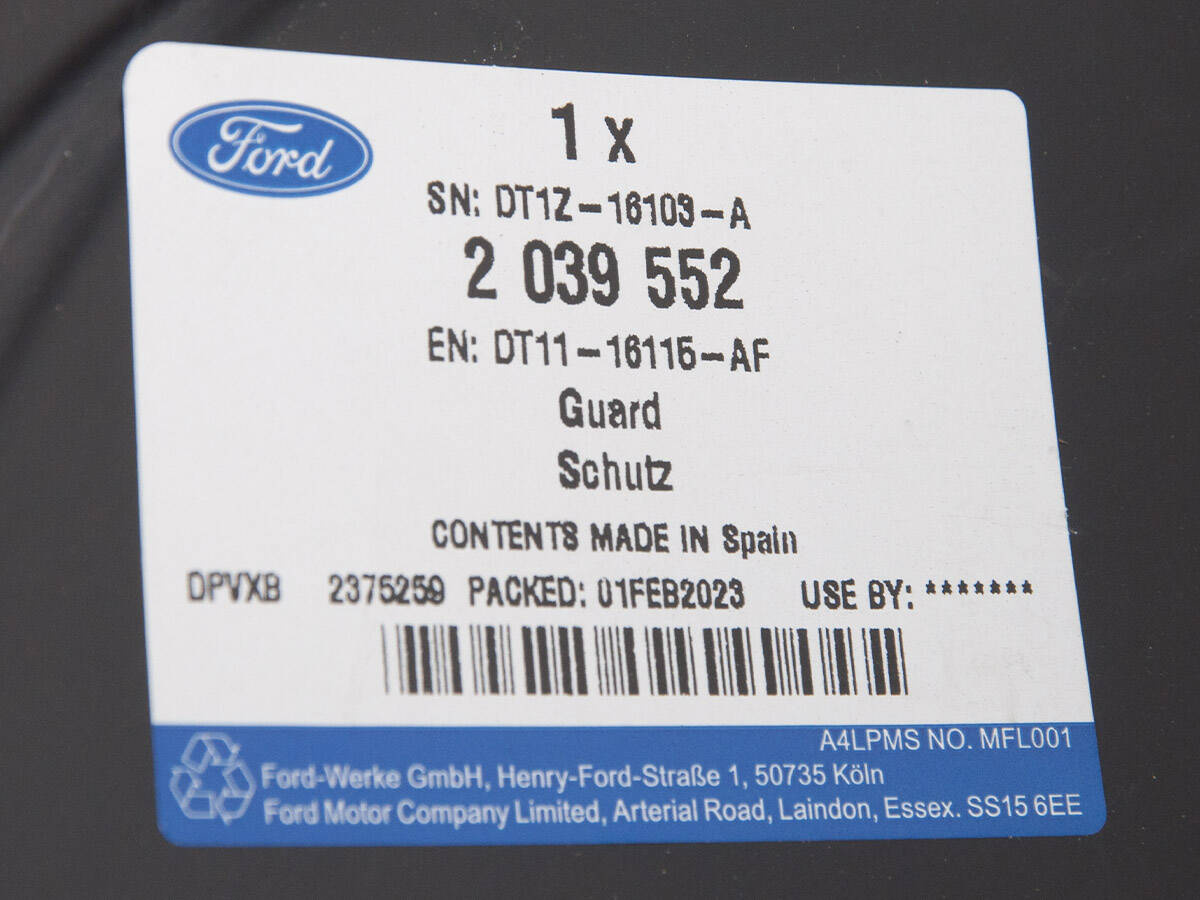 Ford
1 x
SN: DT1Z-16103-A
2 039 552
EN: DT11-16115-AF
Guard
Schutz
CONTENTS MADE IN Spain
DPVXB 2375259 PACKED: 01FEB2023 USE BY: *******
A4LPMS NO. MFL001
Ford-Werke GmbH, Henry-Ford-Straße 1, 50735 Köln
Ford Motor Company Limited, Arterial Road, Laindon, Essex. SS15 6EE